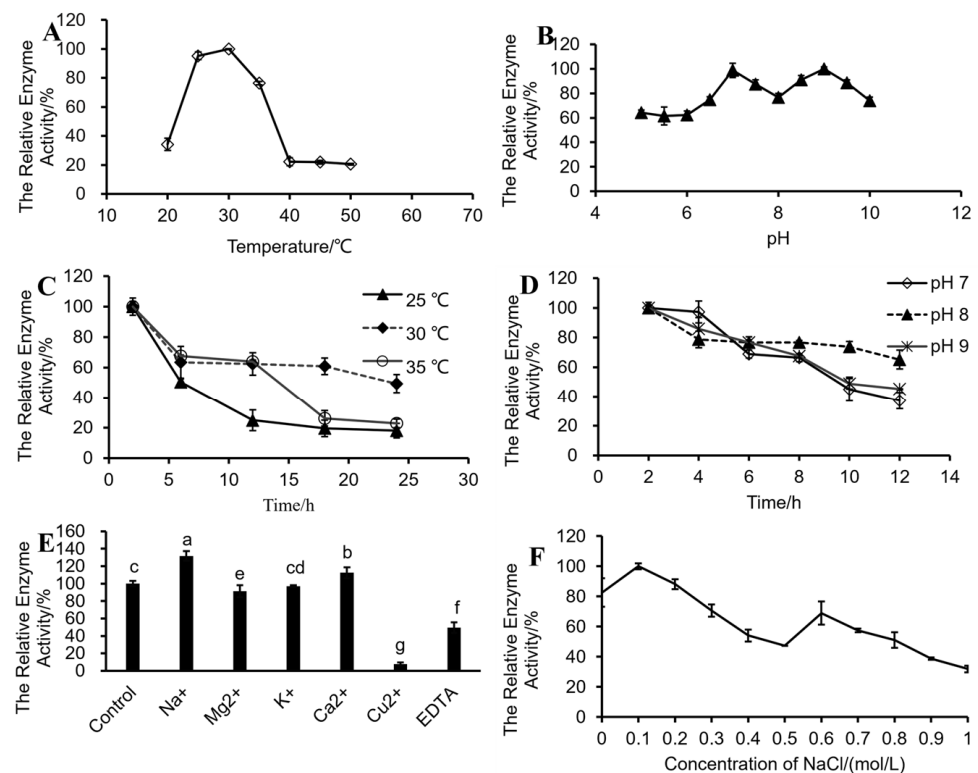 A
The Relative Enzyme
Activity/%
120
100
80
60
40
20
0
10 20 30 40 50 60 70
Temperature/℃
B
The Relative Enzyme
Activity/%
120
100
80
60
40
20
0
4 6 8 10 12
pH
C
The Relative Enzyme
Activity/%
120
100
80
60
40
20
0
0 5 10 15 20 25 30
Time/h
25 ℃
30 ℃
35 ℃
D
The Relative Enzyme
Activity/%
120
100
80
60
40
20
0
0 2 4 6 8 10 12 14
Time/h
pH 7
pH 8
pH 9
E
The Relative Enzyme
Activity/%
160
140
120
100
80
60
40
20
0
c a e cd b g f
Control Na+ Mg2+ K+ Ca2+ Cu2+ EDTA
F
The Relative Enzyme
Activity/%
120
100
80
60
40
20
0
0 0.1 0.2 0.3 0.4 0.5 0.6 0.7 0.8 0.9 1
Concentration of NaCl/(mol/L)